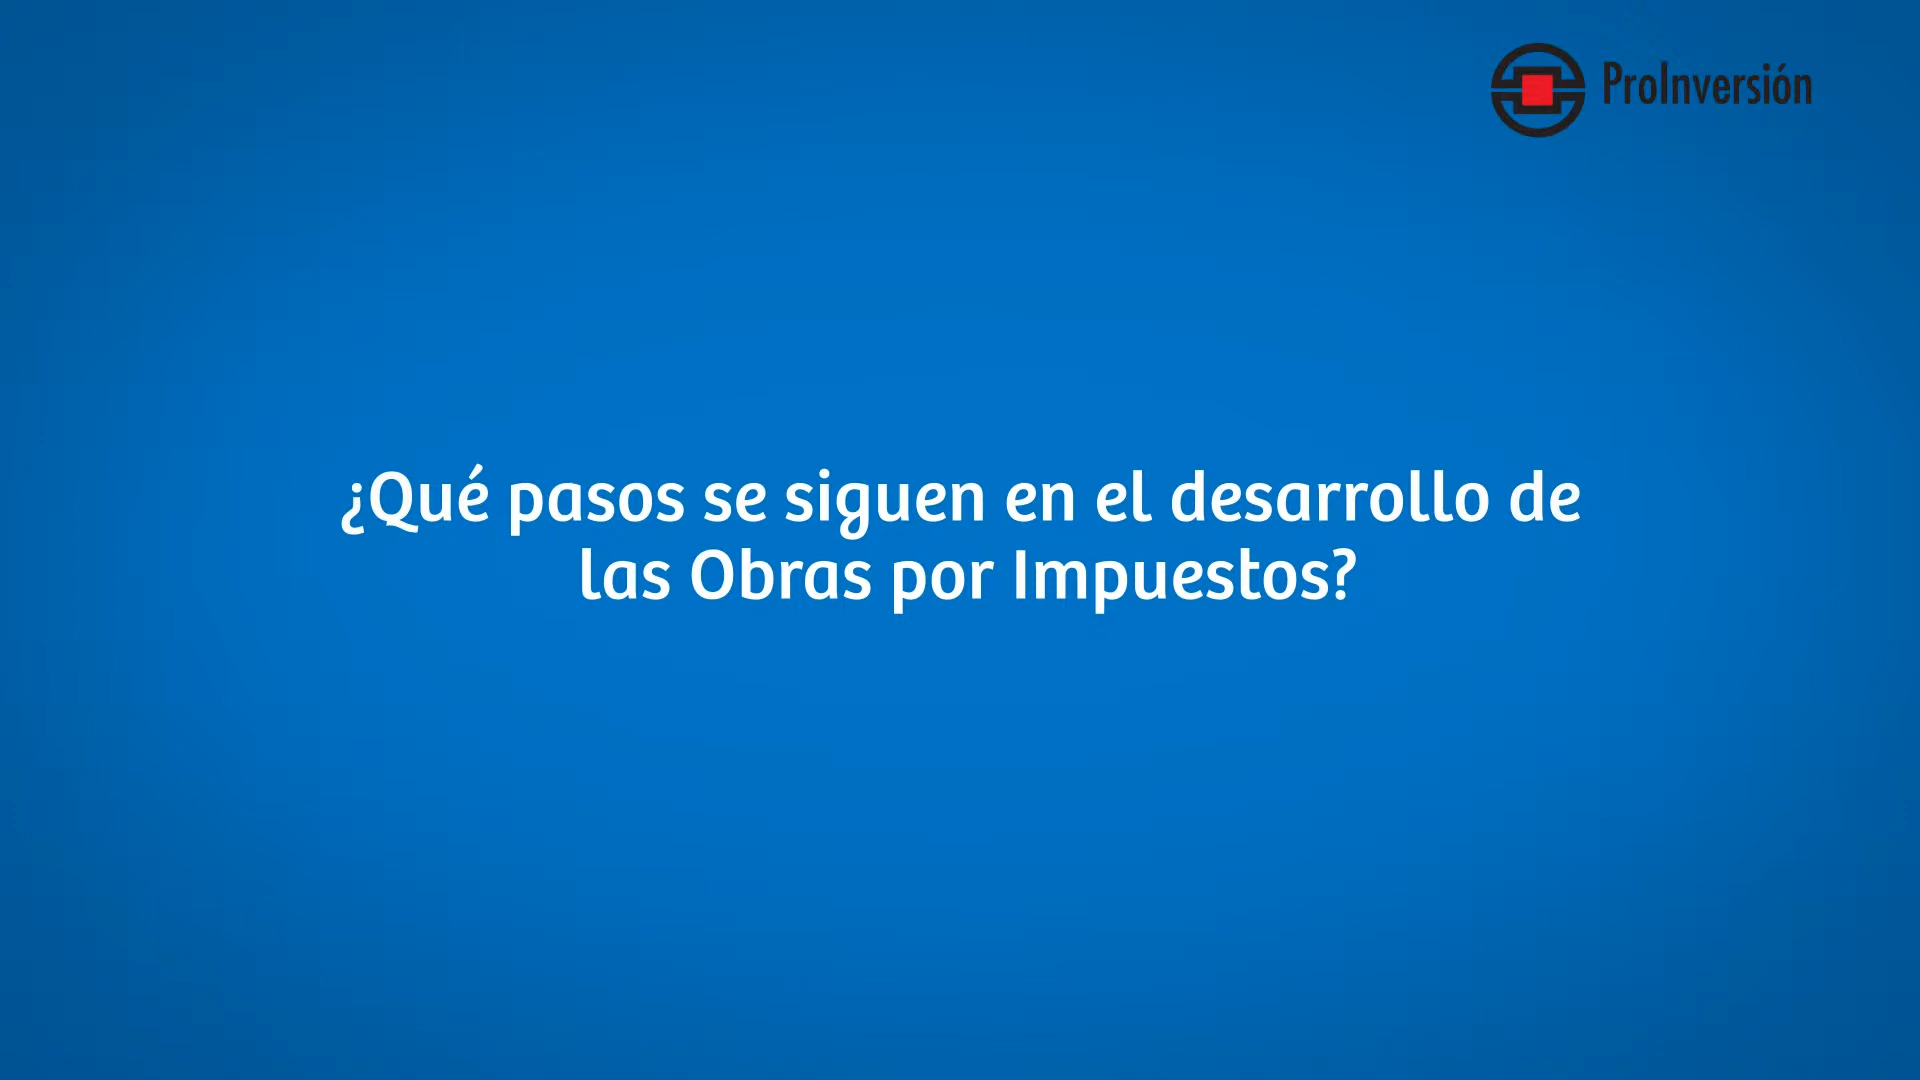 ProInversión
¿Qué pasos se siguen en el desarrollo de
las Obras por Impuestos?